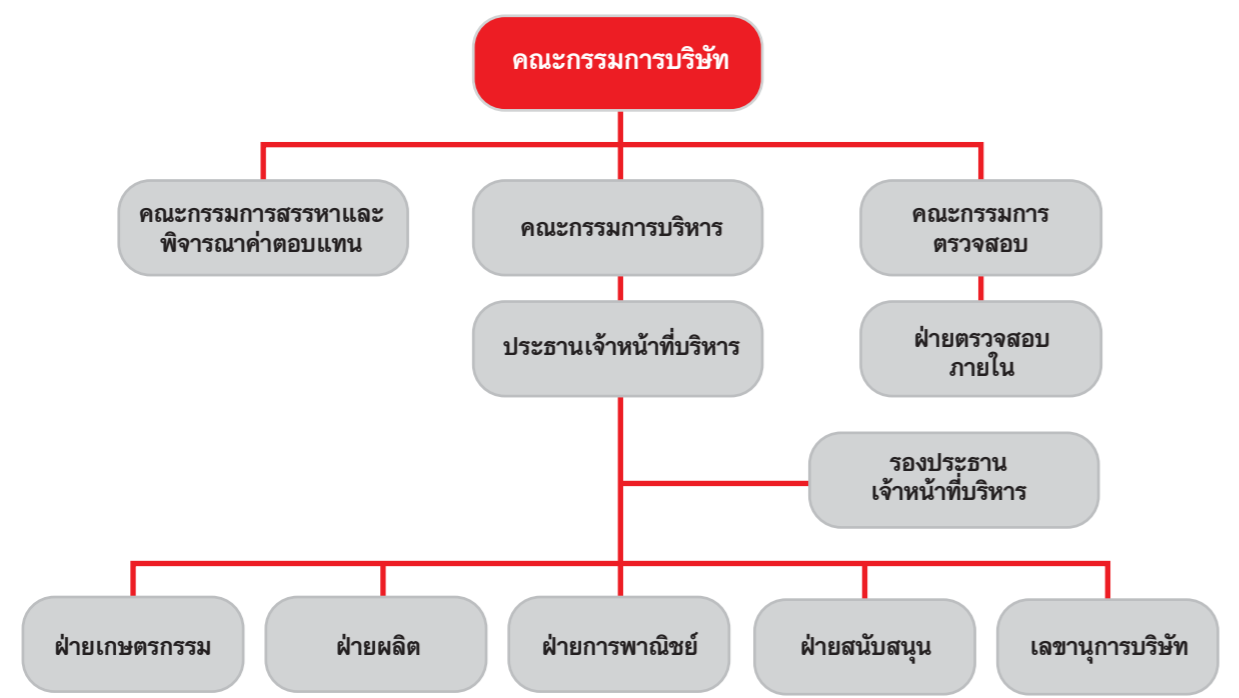 คณะกรรมการบริษัท
คณะกรรมการสรรหาและ
พิจารณาค่าตอบแทน
คณะกรรมการบริหาร
คณะกรรมการ
ตรวจสอบ
ประธานเจ้าหน้าที่บริหาร
ฝ่ายตรวจสอบ
ภายใน
รองประธาน
เจ้าหน้าที่บริหาร
ฝ่ายเกษตรกรรม
ฝ่ายผลิต
ฝ่ายการพาณิชย์
ฝ่ายสนับสนุน
เลขานุการบริษัท